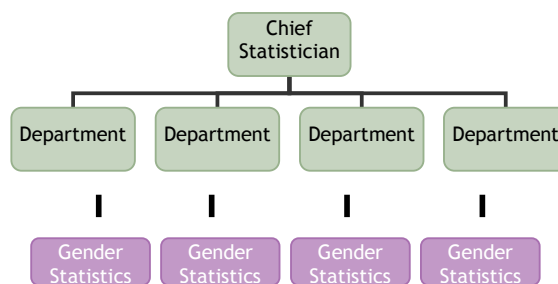 Chief
Statistician
Department
Department
Department
Department
Gender
Statistics
Gender
Statistics
Gender
Statistics
Gender
Statistics